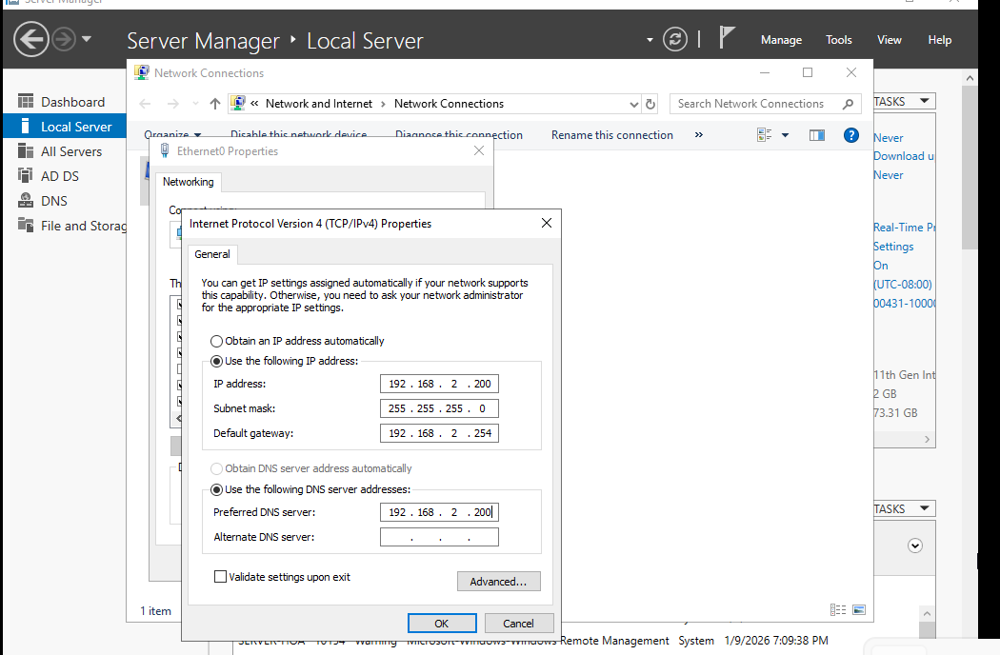 Server Manager
Server Manager ‣ Local Server
Manage Tools View Help
Network Connections
« Network and Internet › Network Connections
Search Network Connections
TASKS
Dashboard
Local Server
All Servers
AD DS
DNS
File and Storag
Organize Disable this network device Diagnose this connection Rename this connection »
Ethernet0 Properties
Networking
Connect using:
Never
Download u
Never
Real-Time Pr
Settings
On
(UTC-08:00)
00431-1000
11th Gen Int
2 GB
73.31 GB
TASKS
Th
Internet Protocol Version 4 (TCP/IPv4) Properties
General
You can get IP settings assigned automatically if your network supports
this capability. Otherwise, you need to ask your network administrator
for the appropriate IP settings.
Obtain an IP address automatically
Use the following IP address:
IP address: 192 . 168 . 2 . 200
Subnet mask: 255 . 255 . 255 . 0
Default gateway: 192 . 168 . 2 . 254
Obtain DNS server address automatically
Use the following DNS server addresses:
Preferred DNS server: 192 . 168 . 2 . 200
Alternate DNS server: . . .
Validate settings upon exit
Advanced...
OK Cancel
1 item
SERVER-HOA 10154 Warning Microsoft-Windows-Windows Remote Management System 1/9/2026 7:09:38 PM